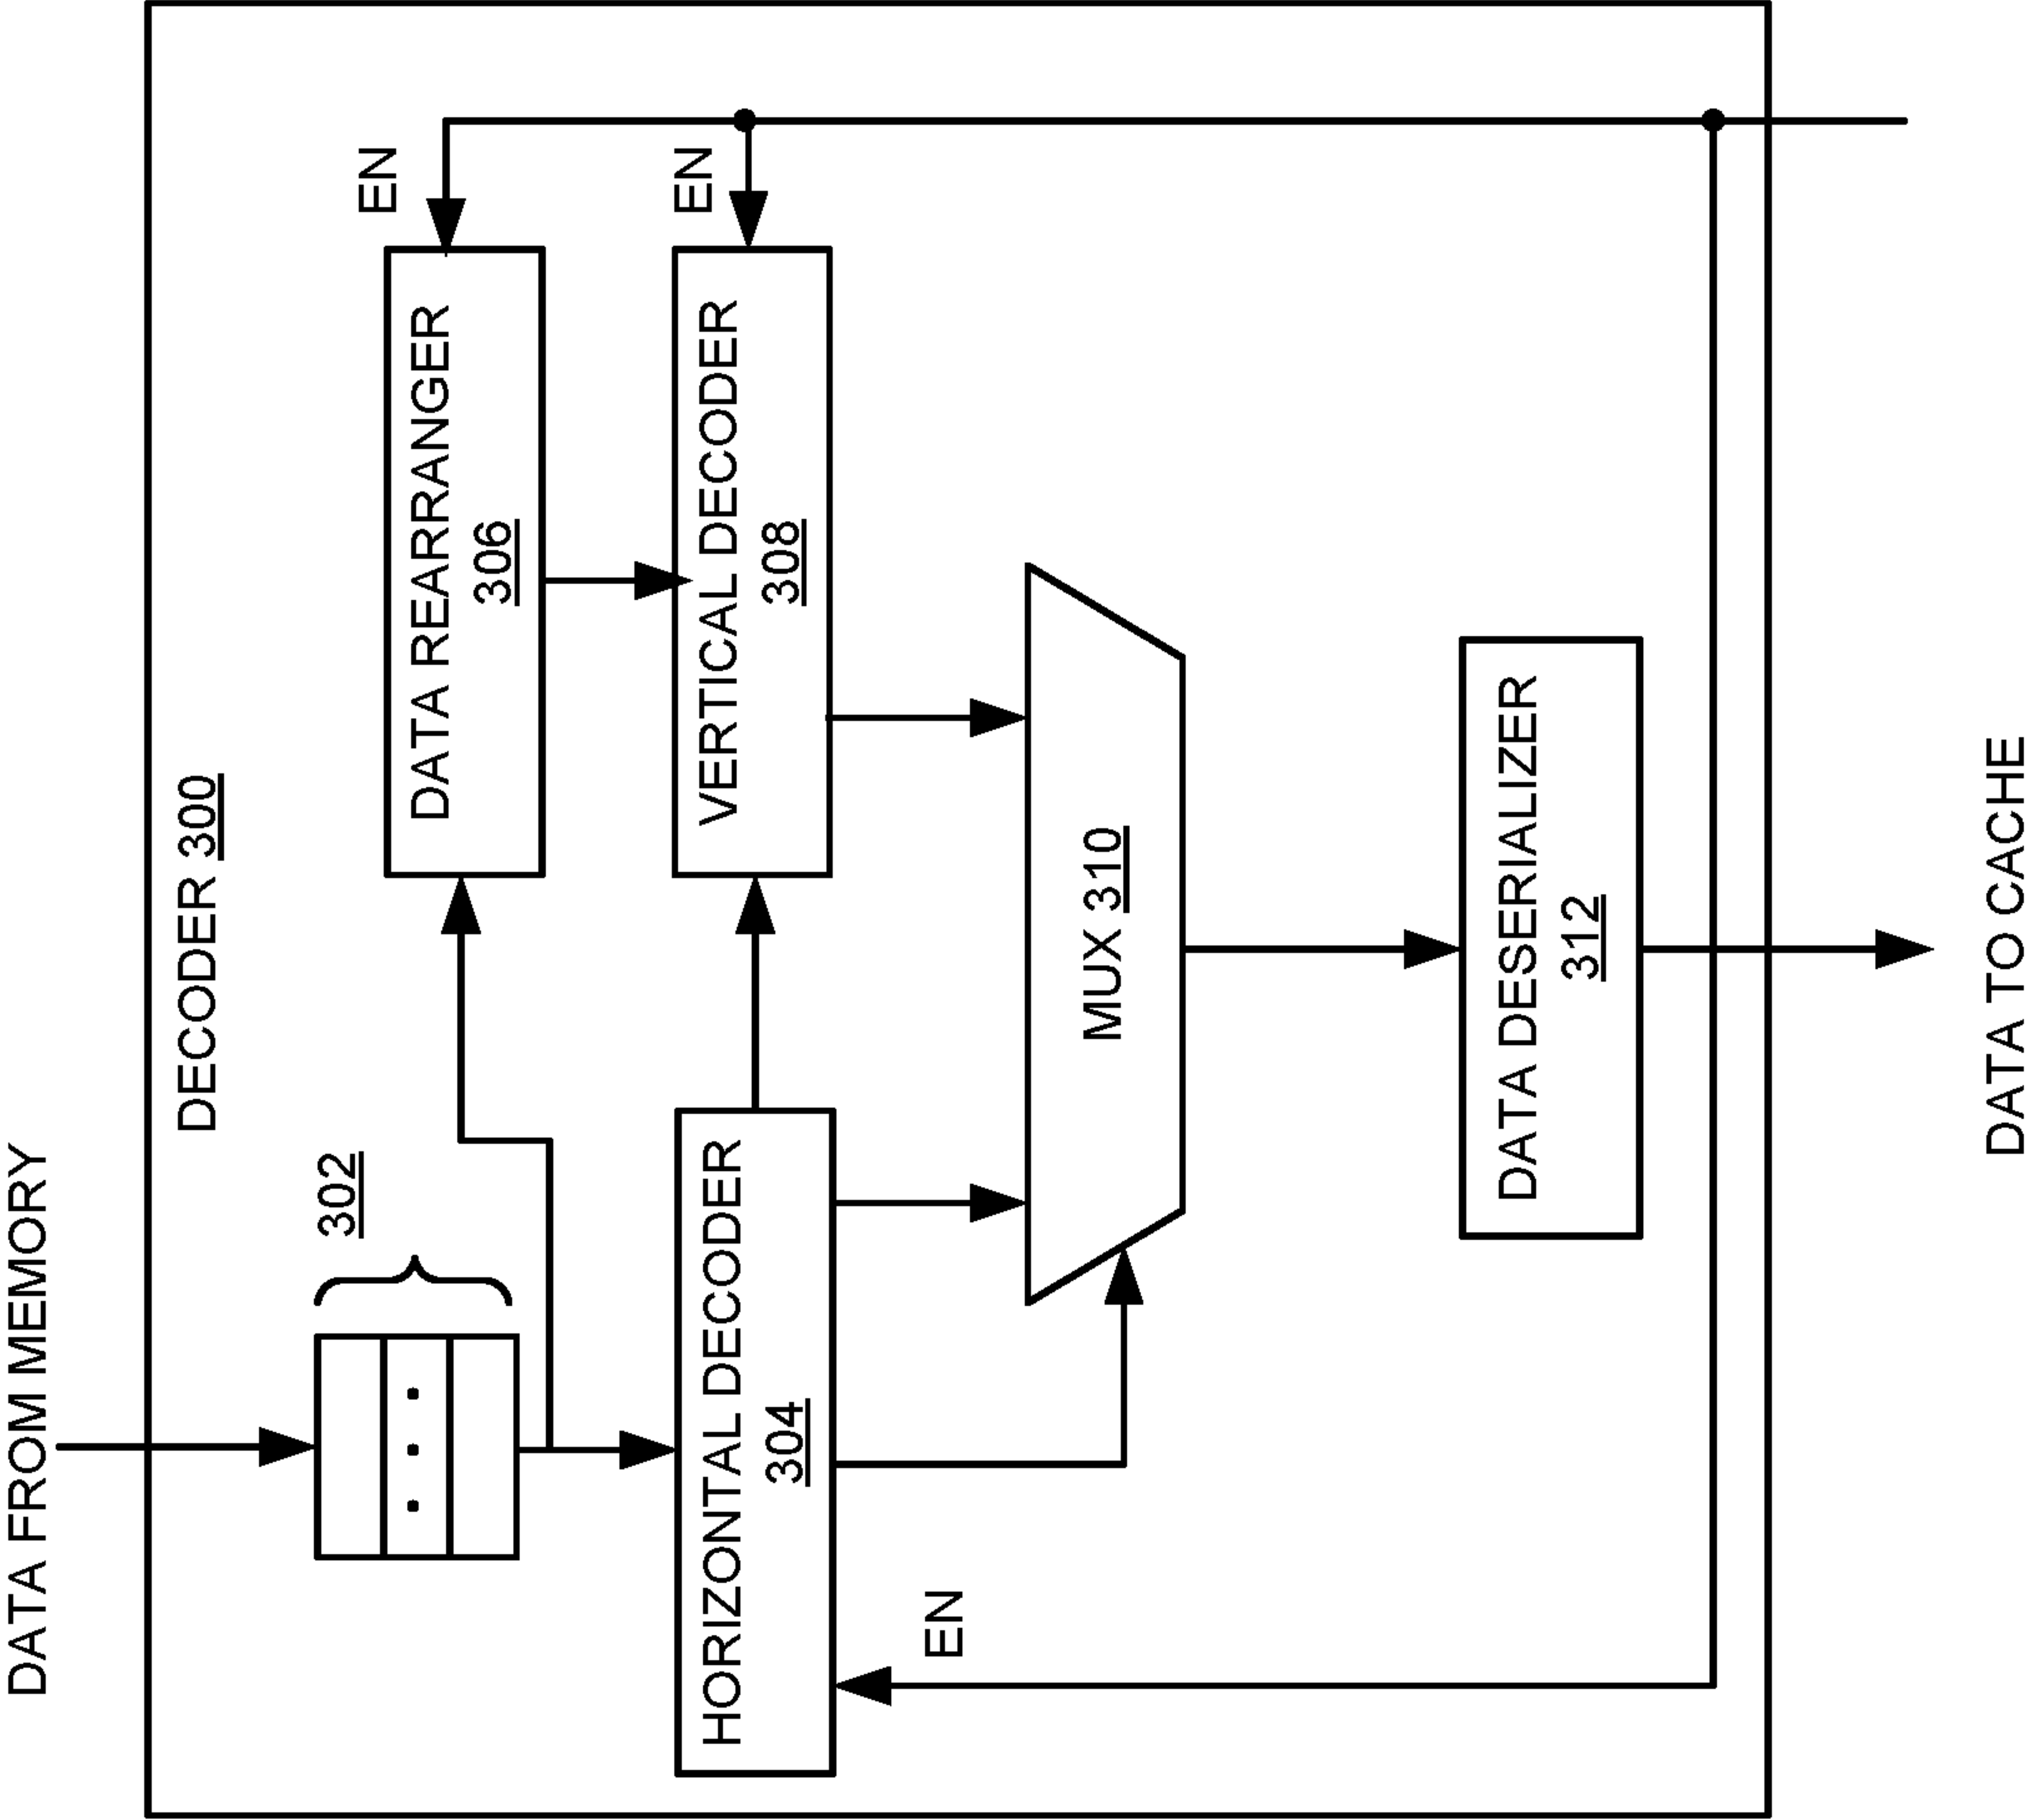 DATA FROM MEMORY
DECODER 300
302
DATA REARRANGER
306
EN
HORIZONTAL DECODER
304
VERTICAL DECODER
308
EN
EN
MUX 310
DATA DESERIALIZER
312
DATA TO CACHE